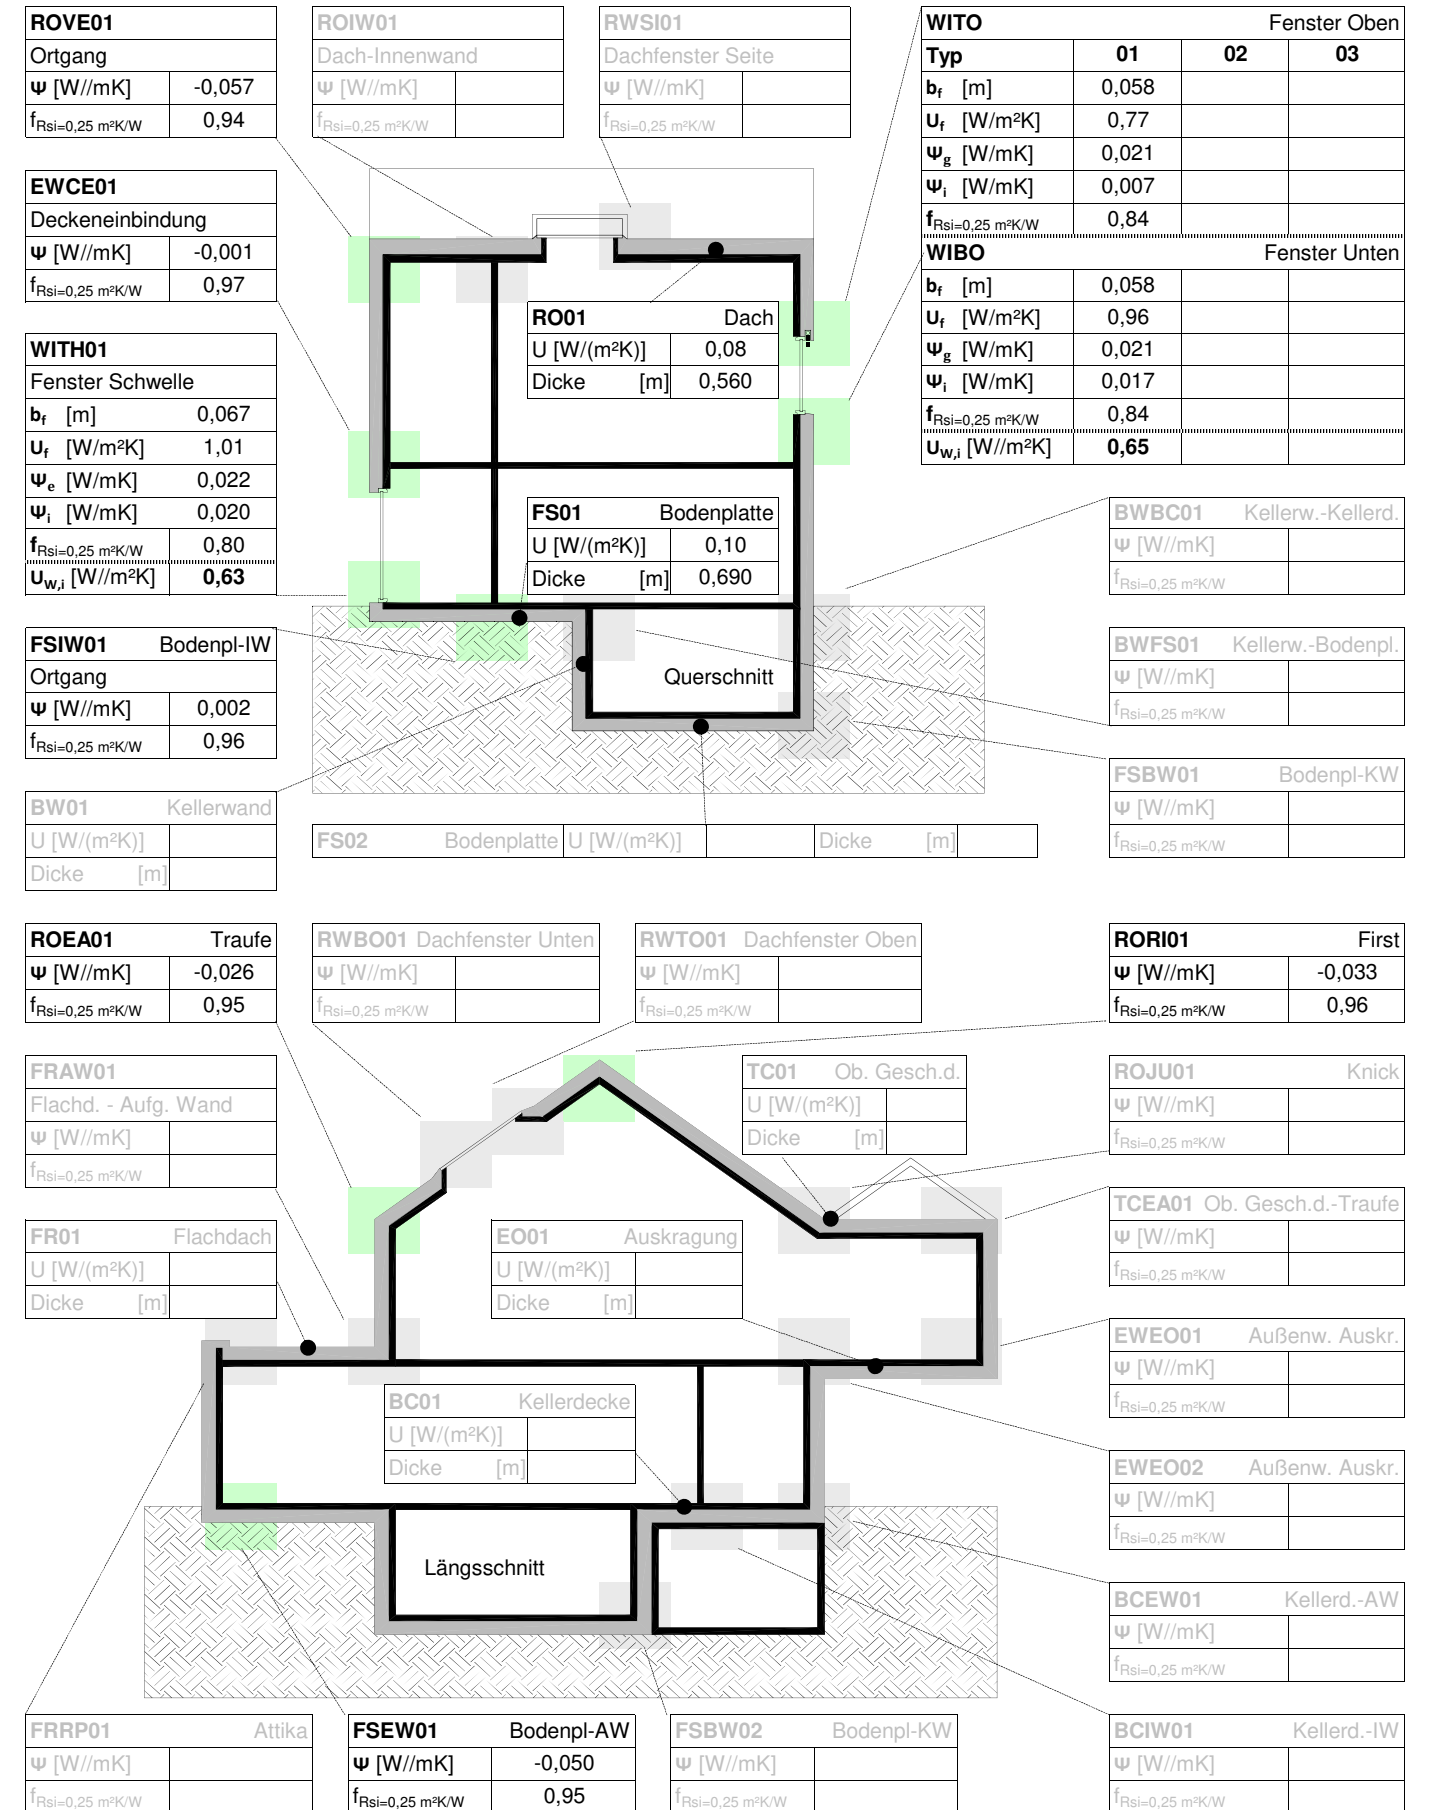 ROVE01
Ortgang
Ψ [W//mK] -0,057
fRsi=0,25 m²K/W 0,94
ROIW01
Dach-Innenwand
Ψ [W//mK]
fRsi=0,25 m²K/W
RWSI01
Dachfenster Seite
Ψ [W//mK]
fRsi=0,25 m²K/W
WITO Fenster Oben
Typ 01 02 03
bf [m] 0,058
Uf [W/m²K] 0,77
Ψg [W/mK] 0,021
Ψi [W/mK] 0,007
fRsi=0,25 m²K/W 0,84
WIBO Fenster Unten
bf [m] 0,058
Uf [W/m²K] 0,96
Ψg [W/mK] 0,021
Ψi [W/mK] 0,017
fRsi=0,25 m²K/W 0,84
UW,i [W//m²K] 0,65
EWCE01
Deckeneinbindung
Ψ [W//mK] -0,001
fRsi=0,25 m²K/W 0,97
WITH01
Fenster Schwelle
bf [m] 0,067
Uf [W/m²K] 1,01
Ψe [W/mK] 0,022
Ψi [W/mK] 0,020
fRsi=0,25 m²K/W 0,80
UW,i [W//m²K] 0,63
RO01 Dach
U [W/(m²K)] 0,08
Dicke [m] 0,560
FS01 Bodenplatte
U [W/(m²K)] 0,10
Dicke [m] 0,690
BWBC01 Kellerw.-Kellerd.
Ψ [W//mK]
fRsi=0,25 m²K/W
FSIW01 Bodenpl-IW
Ortgang
Ψ [W//mK] 0,002
fRsi=0,25 m²K/W 0,96
Querschnitt
BWFS01 Kellerw.-Bodenpl.
Ψ [W//mK]
fRsi=0,25 m²K/W
FSBW01 Bodenpl-KW
Ψ [W//mK]
fRsi=0,25 m²K/W
BW01 Kellerwand
U [W/(m²K)]
Dicke [m]
FS02 Bodenplatte U [W/(m²K)] Dicke [m]
ROEA01 Traufe
Ψ [W//mK] -0,026
fRsi=0,25 m²K/W 0,95
RWBO01 Dachfenster Unten
Ψ [W//mK]
fRsi=0,25 m²K/W
RWTO01 Dachfenster Oben
Ψ [W//mK]
fRsi=0,25 m²K/W
RORI01 First
Ψ [W//mK] -0,033
fRsi=0,25 m²K/W 0,96
FRAW01
Flachd. - Aufg. Wand
Ψ [W//mK]
fRsi=0,25 m²K/W
TC01 Ob. Gesch.d.
U [W/(m²K)]
Dicke [m]
ROJU01 Knick
Ψ [W//mK]
fRsi=0,25 m²K/W
TCEA01 Ob. Gesch.d.-Traufe
Ψ [W//mK]
fRsi=0,25 m²K/W
FR01 Flachdach
U [W/(m²K)]
Dicke [m]
EO01 Auskragung
U [W/(m²K)]
Dicke [m]
EWEO01 Außenw. Auskr.
Ψ [W//mK]
fRsi=0,25 m²K/W
BC01 Kellerdecke
U [W/(m²K)]
Dicke [m]
EWEO02 Außenw. Auskr.
Ψ [W//mK]
fRsi=0,25 m²K/W
Längsschnitt
BCEW01 Kellerd.-AW
Ψ [W//mK]
fRsi=0,25 m²K/W
FRRP01 Attika
Ψ [W//mK]
fRsi=0,25 m²K/W
FSEW01 Bodenpl-AW
Ψ [W//mK] -0,050
fRsi=0,25 m²K/W 0,95
FSBW02 Bodenpl-KW
Ψ [W//mK]
fRsi=0,25 m²K/W
BCIW01 Kellerd.-IW
Ψ [W//mK]
fRsi=0,25 m²K/W